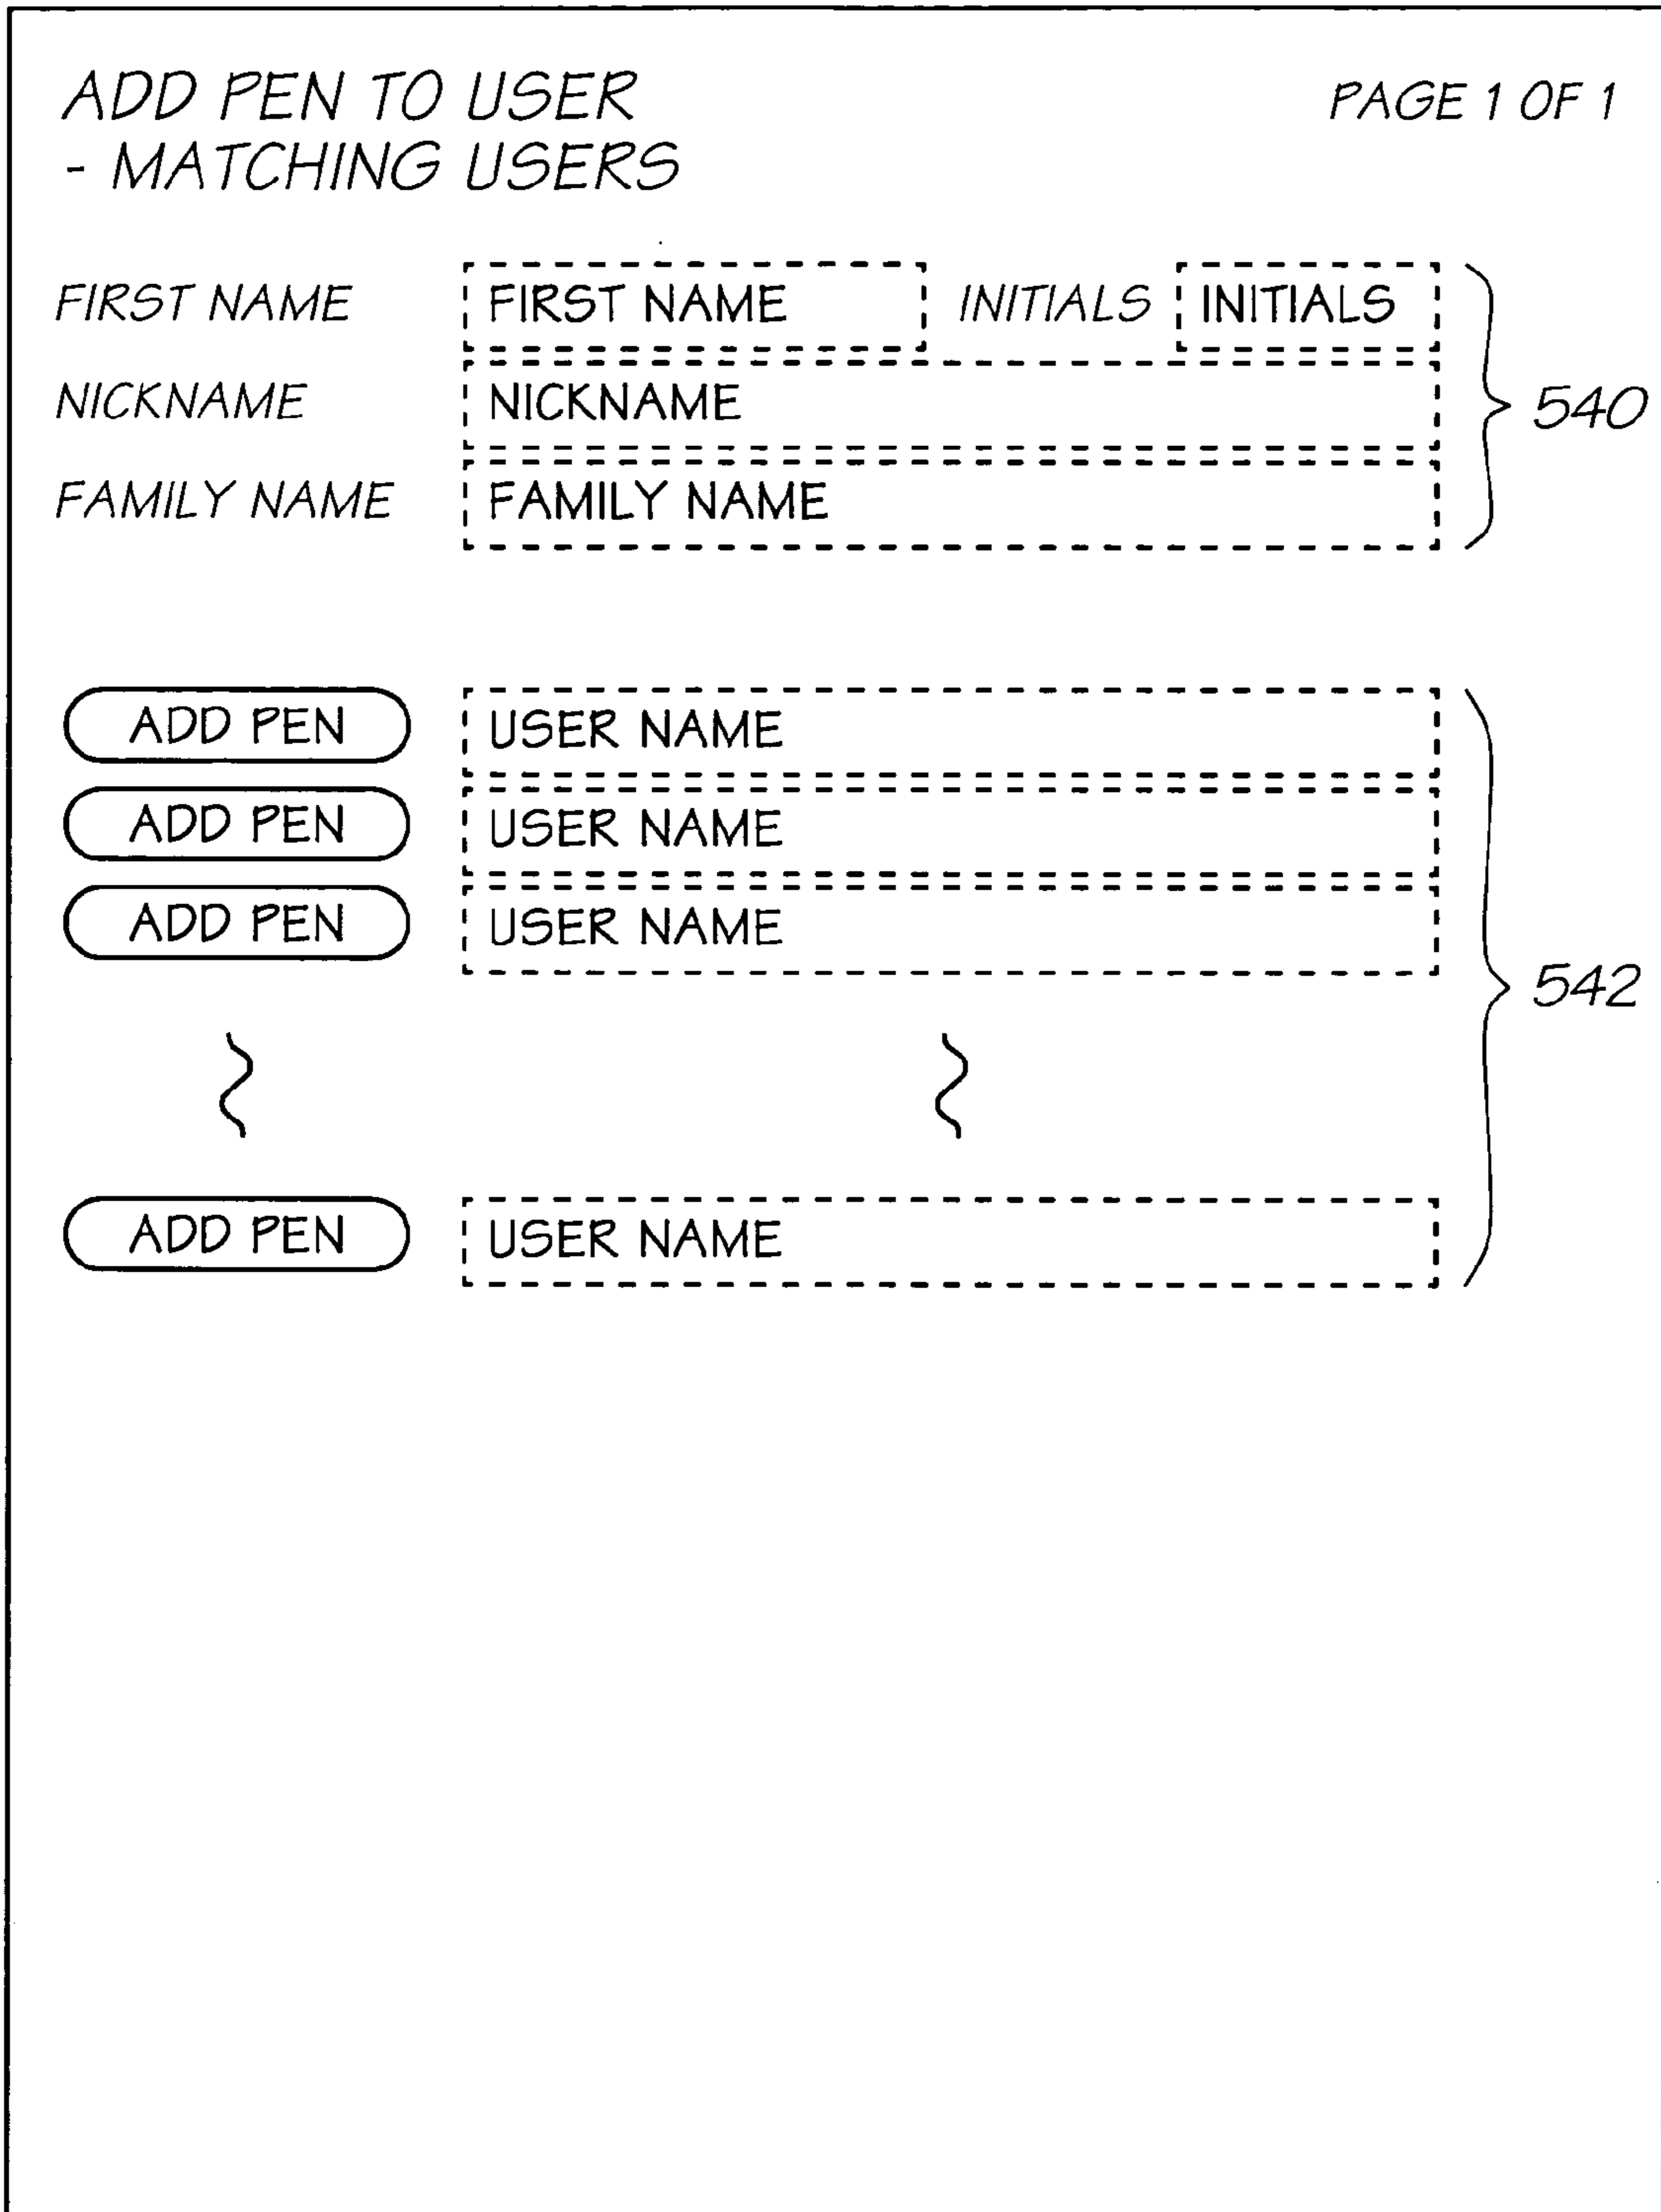 ADD PEN TO USER PAGE 1 OF 1
- MATCHING USERS
FIRST NAME FIRST NAME INITIALS INITIALS
NICKNAME NICKNAME
540
FAMILY NAME FAMILY NAME
ADD PEN USER NAME
ADD PEN USER NAME
ADD PEN USER NAME
542
ADD PEN USER NAME